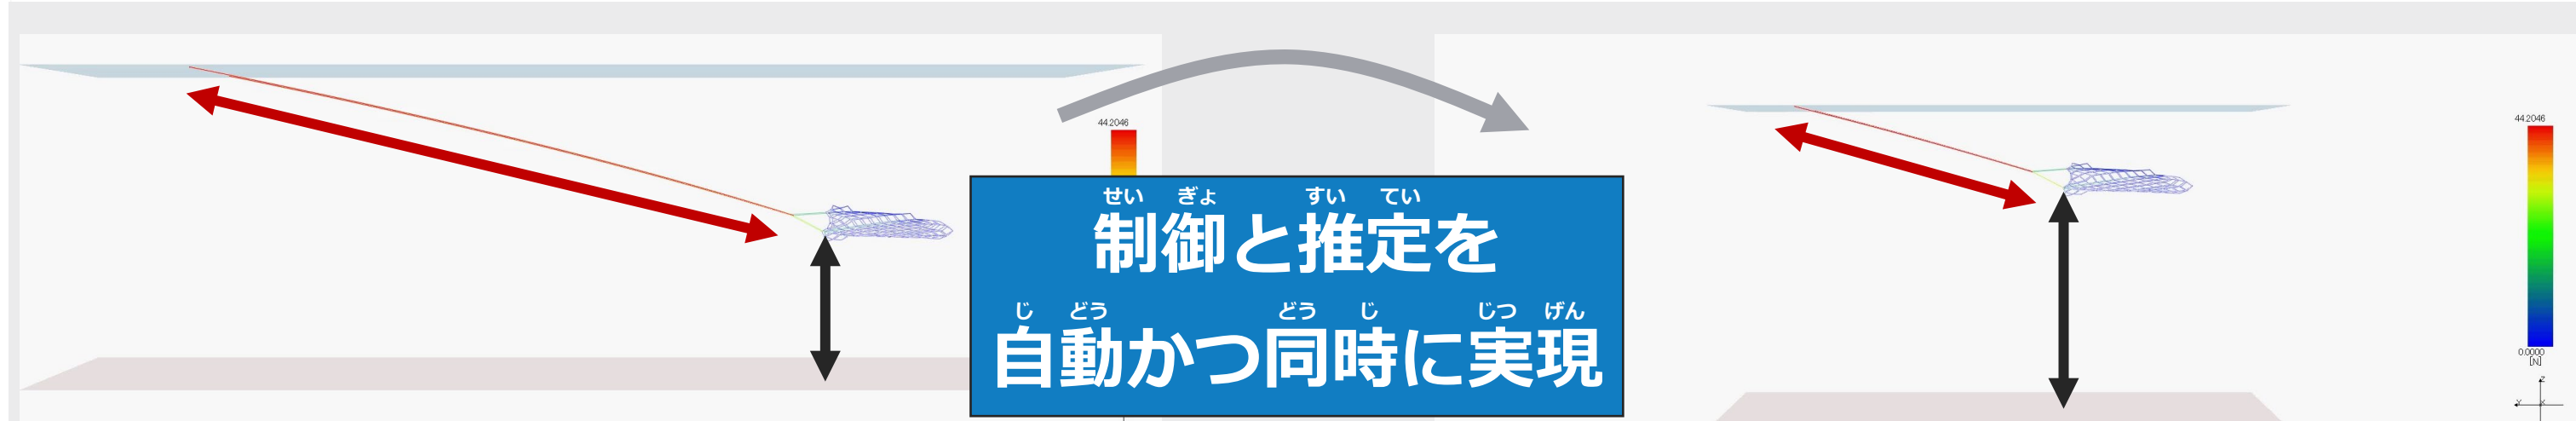 44.2046
せい ぎょ すい てい
制御と推定を
じ どう どう じ じつ げん
自動かつ同時に実現
44.2046
0.0000
[N]
Z
Y X